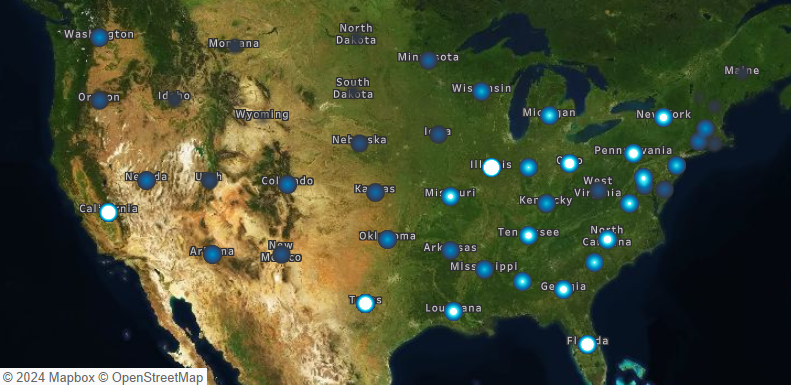 Washington
Montana
North
Dakota
Minnesota
Maine
Oregon
Idaho
South
Dakota
Wisconsin
Michigan
New York
Wyoming
Nebraska
Iowa
Illinois
Ohio
Pennsylvania
Nevada
Utah
Colorado
Kansas
Missouri
Kentucky
West
Virginia
California
Arizona
New
Mexico
Oklahoma
Arkansas
Tennessee
North
Carolina
Mississippi
Texas
Louisiana
Georgia
Florida
© 2024 Mapbox © OpenStreetMap